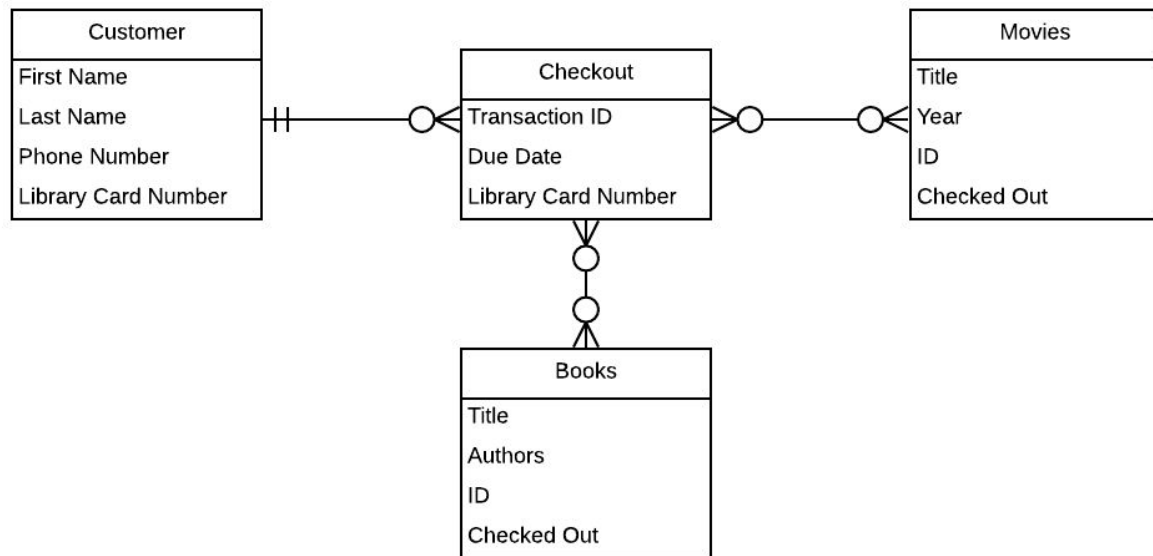 Customer
First Name
Last Name
Phone Number
Library Card Number
Checkout
Transaction ID
Due Date
Library Card Number
Movies
Title
Year
ID
Checked Out
Books
Title
Authors
ID
Checked Out